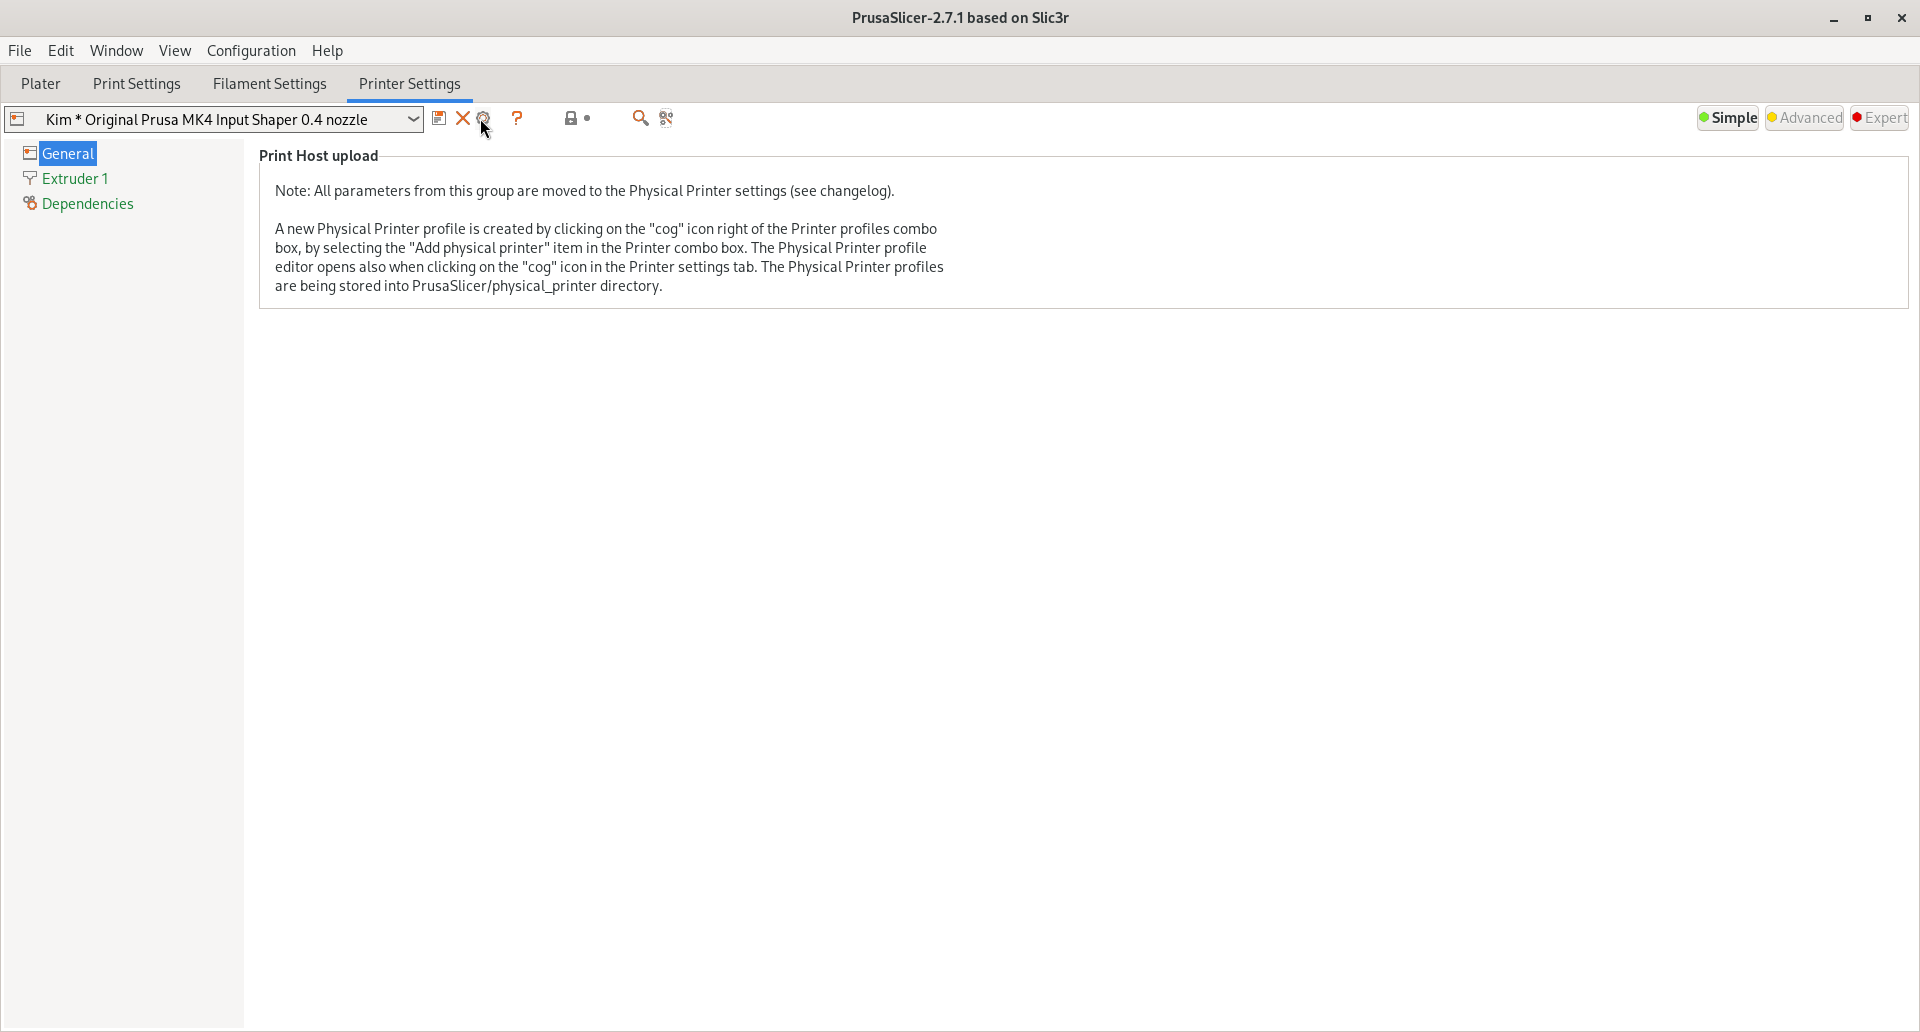 PrusaSlicer-2.7.1 based on Slic3r
File Edit Window View Configuration Help
Plater Print Settings Filament Settings Printer Settings
Kim * Original Prusa MK4 Input Shaper 0.4 nozzle ? Simple Advanced Expert
General
Extruder 1
Dependencies
Print Host upload
Note: All parameters from this group are moved to the Physical Printer settings (see changelog).
A new Physical Printer profile is created by clicking on the "cog" icon right of the Printer profiles combo
box, by selecting the "Add physical printer" item in the Printer combo box. The Physical Printer profile
editor opens also when clicking on the "cog" icon in the Printer settings tab. The Physical Printer profiles
are being stored into PrusaSlicer/physical_printer directory.